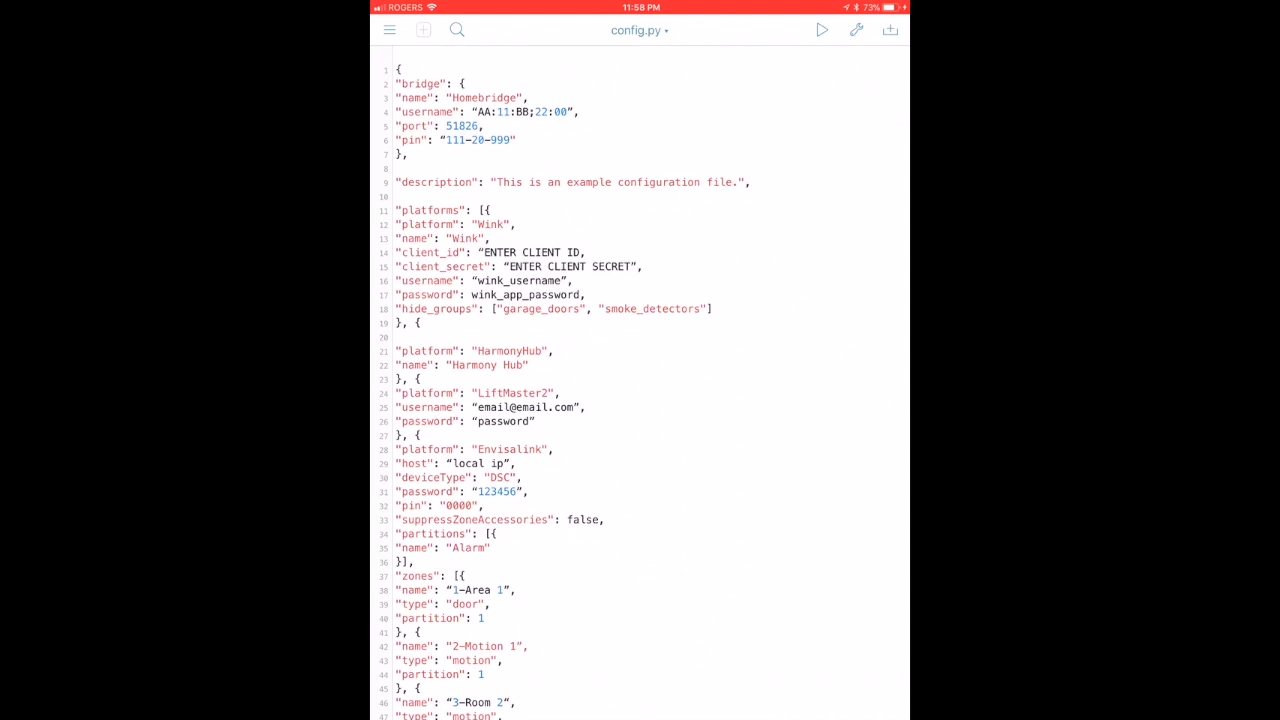 ROGERS 11:58 PM 73%
config.py
1 {
2 "bridge": {
3 "name": "Homebridge",
4 "username": “AA:11:BB;22:00”,
5 "port": 51826,
6 "pin": “111-20-999"
7 },
8
9 "description": "This is an example configuration file.",
10
11 "platforms": [{
12 "platform": "Wink",
13 "name": "Wink",
14 "client_id": “ENTER CLIENT ID,
15 "client_secret": “ENTER CLIENT SECRET”,
16 "username": “wink_username”,
17 "password: wink_app_password,
18 "hide_groups": ["garage_doors", "smoke_detectors"]
19 }, {
20
21 "platform": "HarmonyHub",
22 "name": "Harmony Hub"
23 }, {
24 "platform": "LiftMaster2",
25 "username": “email@email.com”,
26 "password": “password”
27 }, {
28 "platform": "Envisalink",
29 "host": “local ip”,
30 "deviceType": "DSC",
31 "password": “123456”,
32 "pin": "0000",
33 "suppressZoneAccessories": false,
34 "partitions": [{
35 "name": "Alarm"
36 }],
37 "zones": [{
38 "name": “1-Area 1”,
39 "type": "door",
40 "partition": 1
41 }, {
42 "name": "2-Motion 1”,
43 "type": "motion",
44 "partition": 1
45 }, {
46 "name": “3-Room 2“,
47 "type": "motion",